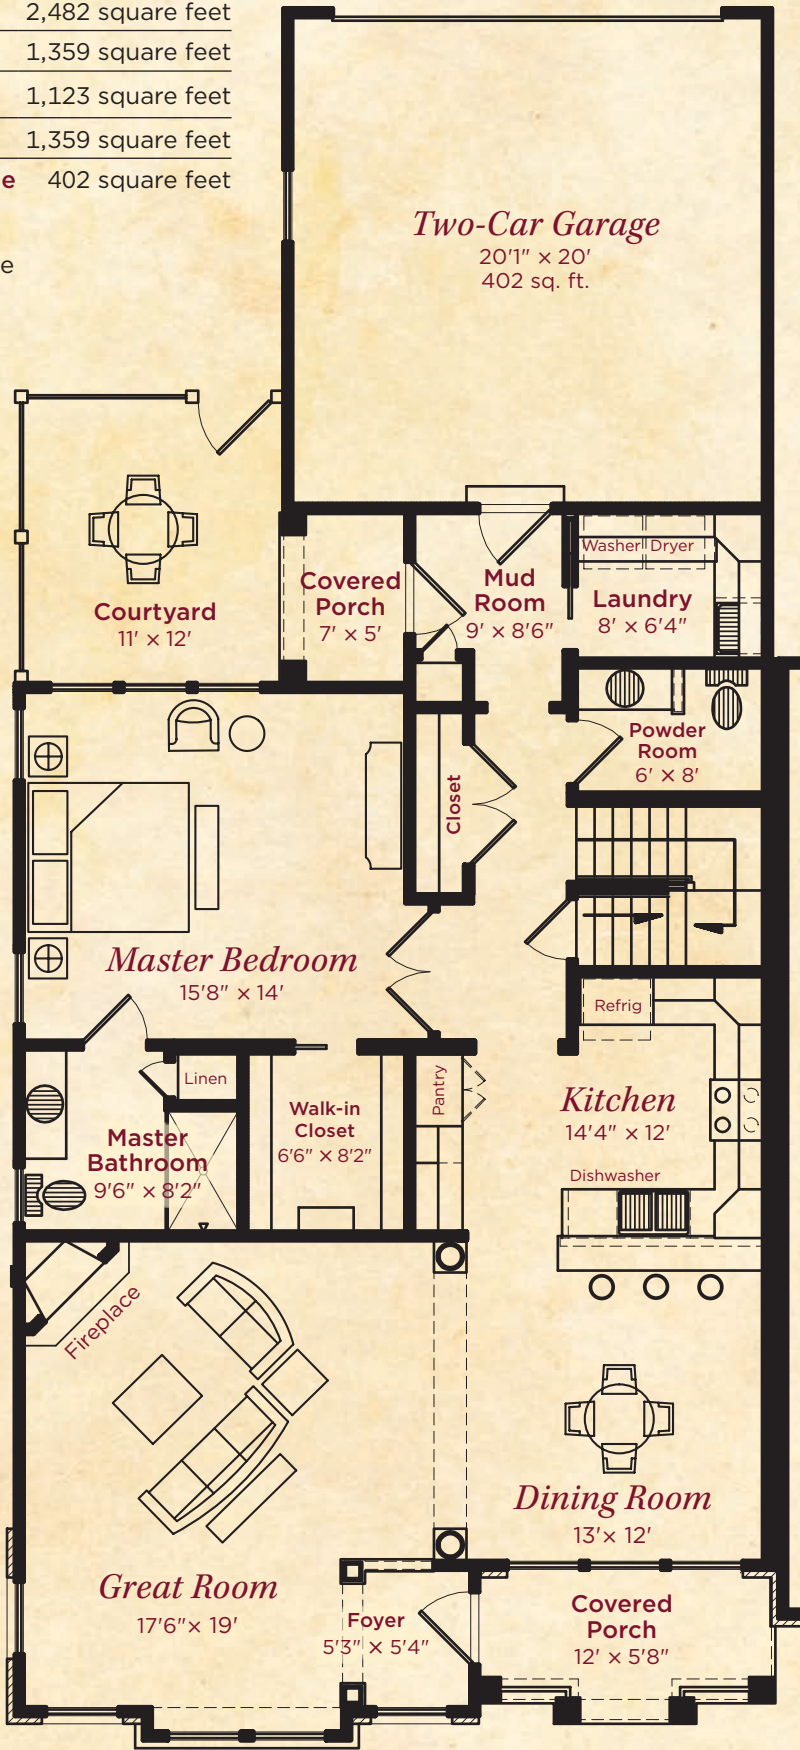 2,482 square feet
1,359 square feet
1,123 square feet
1,359 square feet
e 402 square feet
e
Two-Car Garage
20'1" × 20'
402 sq. ft.
Courtyard
11' × 12'
Covered
Porch
7' × 5'
Mud
Room
9' × 8'6"
Washer Dryer
Laundry
8' × 6'4"
Powder
Room
6' × 8'
Closet
Master Bedroom
15'8" × 14'
Refrig
Linen
Pantry
Walk-in
Closet
6'6" × 8'2"
Kitchen
14'4" × 12'
Master
Bathroom
9'6" × 8'2"
Dishwasher
Fireplace
Dining Room
13' × 12'
Great Room
17'6" × 19'
Foyer
5'3" × 5'4"
Covered
Porch
12' × 5'8"